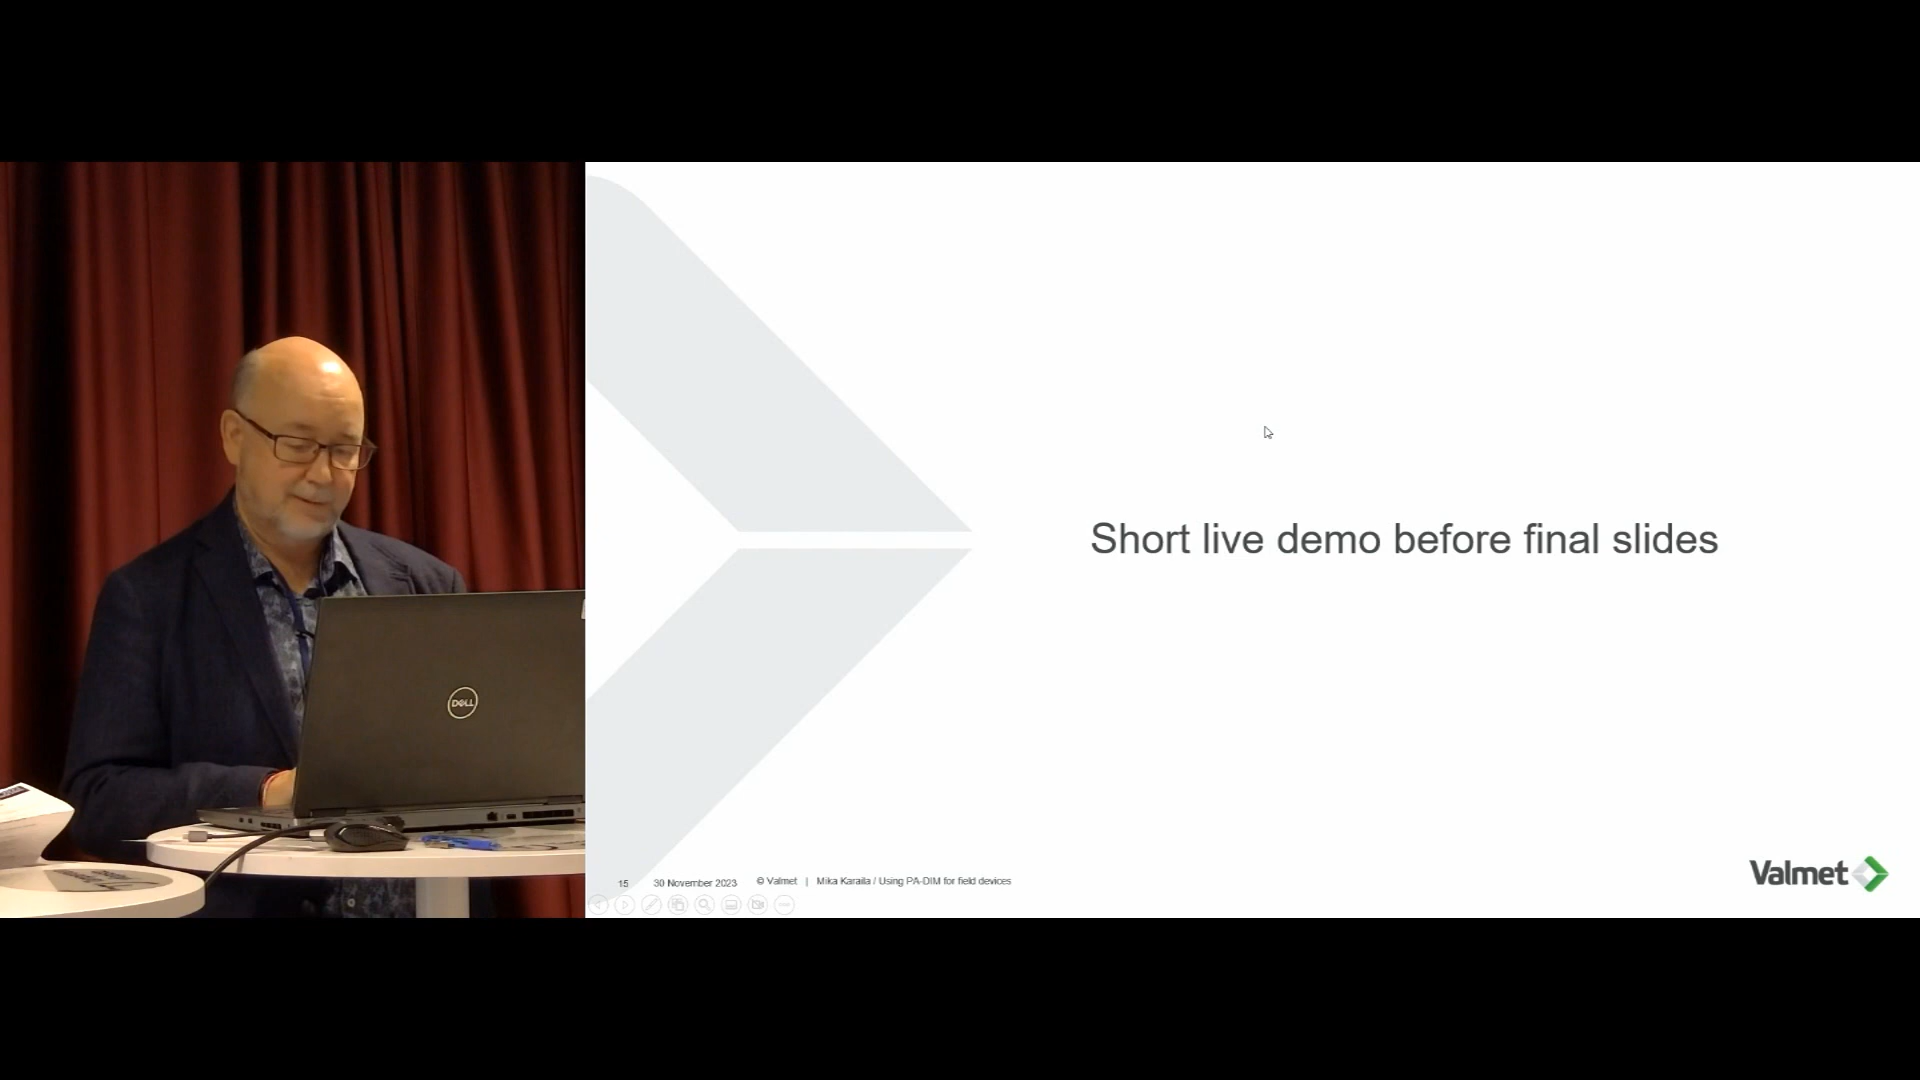 Short live demo before final slides
DELL
15 30 November 2023 © Valmet | Mika Karaila / Using PA-DIM for field devices
Valmet